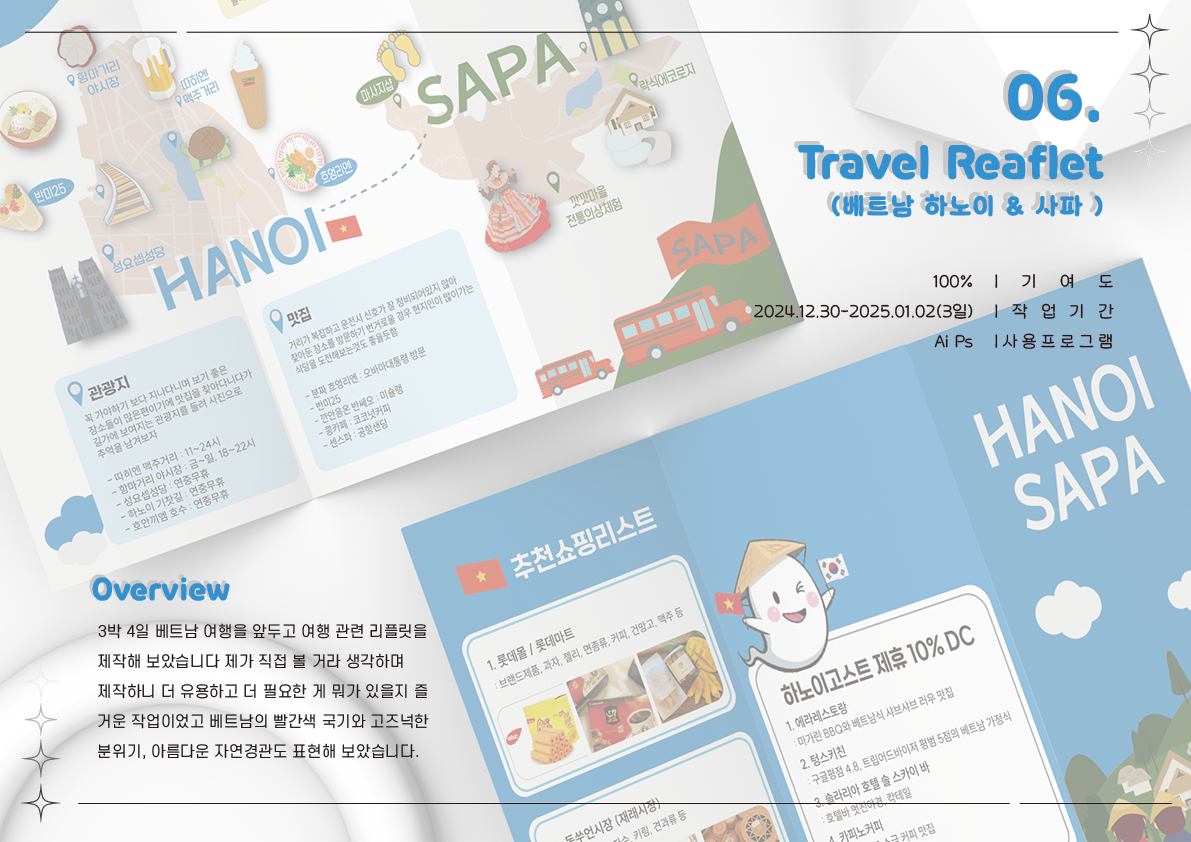 06.
Travel Reaflet
(베트남 하노이 & 사파 )
100% | 기 여 도
2024.12.30-2025.01.02(3일) | 작 업 기 간
Ai Ps | 사용프로그램
항마거리
야시장
따히엔
맥주거리
마사지샵
SAPA
락식에코로지
반미25
흐엉리엔
깟깟마을
전통의상체험
성요셉성당
HANOI
SAPA
관광지
꼭 가야하기 보다 지나다니며 보기 좋은
장소들이 많은편이기에 맛집을 찾아다니다가
길가에 보여지는 관광지를 들러 사진으로
추억을 남겨보자
- 따히엔 맥주거리 : 11~24시
- 항마거리 야시장 : 금~일. 18~22시
- 성요셉성당 : 연중무휴
- 하노이 기찻길 : 연중무휴
- 호안끼엠 호수 : 연중무휴
맛집
거리가 복잡하고 운전시 신호가 잘 정비되어있지 않아
찾아둔 장소를 방문하기 번거로울 경우 현지인이 많이가는
식당을 도전해보는것도 좋을듯함
- 분짜 흐엉리엔 : 오바마대통령 방문
- 반미25
- 깜안응온 반쎄오 : 미슐랭
- 콩카페 : 코코넛커피
- 센스파 : 공항샌딩
HANOI
SAPA
추천쇼핑리스트
1. 롯데몰 / 롯데마트
: 브랜드제품, 과자, 젤리, 면종류, 커피, 건망고, 맥주 등
동쑤언시장 (재래시장)
키링, 견과류 등
하노이고스트 제휴 10% DC
1. 에라레스토랑
: 마가린 BBQ와 베트남식 샤브샤브 라우 맛집
2. 텅스키친
: 구글평점 4.8, 트립어드바이저 평범 5점의 베트남 가정식
3. 솔라리아 호텔 솔 스카이 바
: 호텔바 멋진야경, 칵테일
4. 카피노커피
커피 맛집
Overview
3박 4일 베트남 여행을 앞두고 여행 관련 리플릿을
제작해 보았습니다 제가 직접 볼 거라 생각하며
제작하니 더 유용하고 더 필요한 게 뭐가 있을지 즐
거운 작업이었고 베트남의 빨간색 국기와 고즈넉한
분위기, 아름다운 자연경관도 표현해 보았습니다.